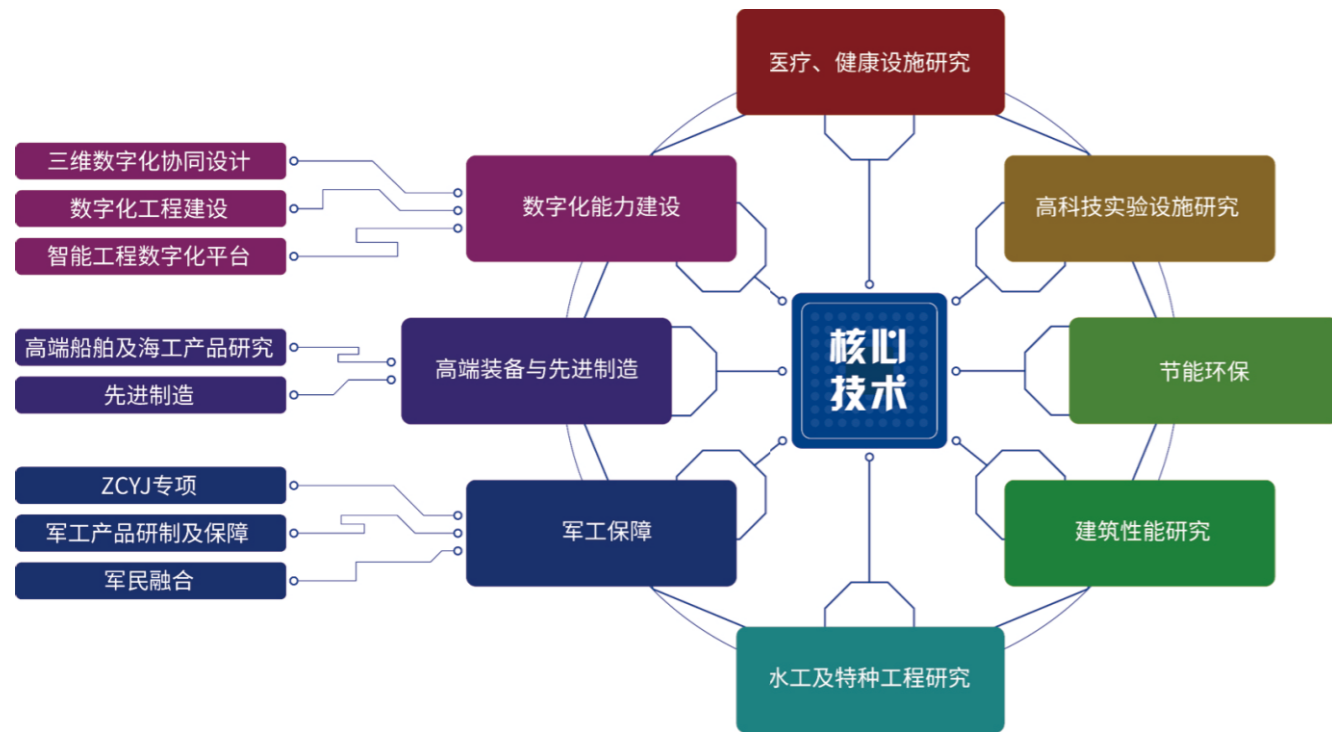 医疗、健康设施研究
三维数字化协同设计
数字化工程建设
智能工程数字化平台
数字化能力建设
高科技实验设施研究
高端船舶及海工产品研究
先进制造
高端装备与先进制造
核心
技术
节能环保
ZCYJ专项
军工产品研制及保障
军民融合
军工保障
建筑性能研究
水工及特种工程研究